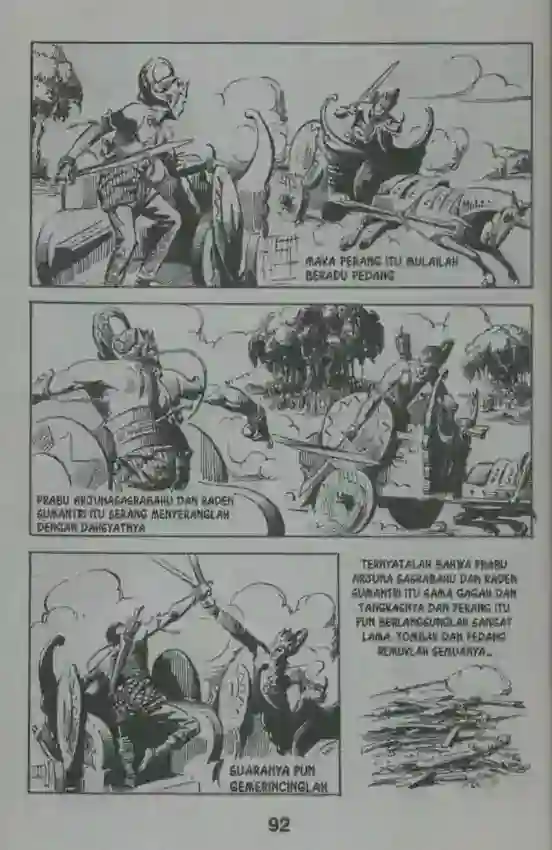 MAKA PERANG ITU MULAILAH
BERADU PEDANG
PRABU ARJUNASASRABAHU DAN RADEN
SUMANTRI ITU SERANG MENYERANGLAH
DENGAN DAHSYATNYA
SUARANYA PUN
GEMERINCINGLAH
TERNYATALAH BAHWA PRABU
ARJUNA SASRABAHU DAN RADEN
SUMANTRI ITU SAMA GAGAH DAN
TANGKASNYA DAN PERANG ITU
PUN BERLANGSUNGLAH SANGAT
LAMA. TOMBAK DAN PEDANG
REMUKLAH SEMUANYA..
92